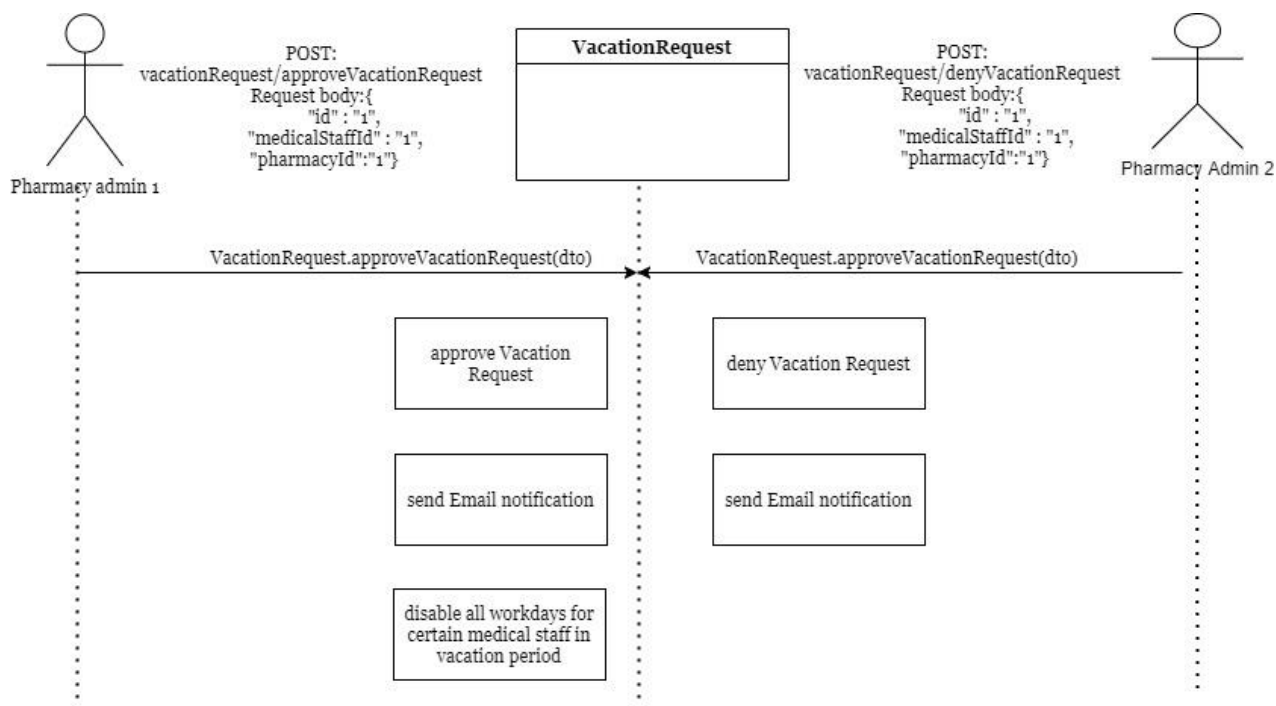 POST:
vacationRequest/approveVacationRequest
Request body:{
"id" : "1",
"medicalStaffId" : "1",
"pharmacyId":"1"}
Pharmacy admin 1
VacationRequest
POST:
vacationRequest/denyVacationRequest
Request body:{
"id" : "1",
"medicalStaffId" : "1",
"pharmacyId":"1"}
Pharmacy Admin 2
VacationRequest.approveVacationRequest(dto)
VacationRequest.approveVacationRequest(dto)
approve Vacation
Request
deny Vacation Request
send Email notification
send Email notification
disable all workdays for
certain medical staff in
vacation period